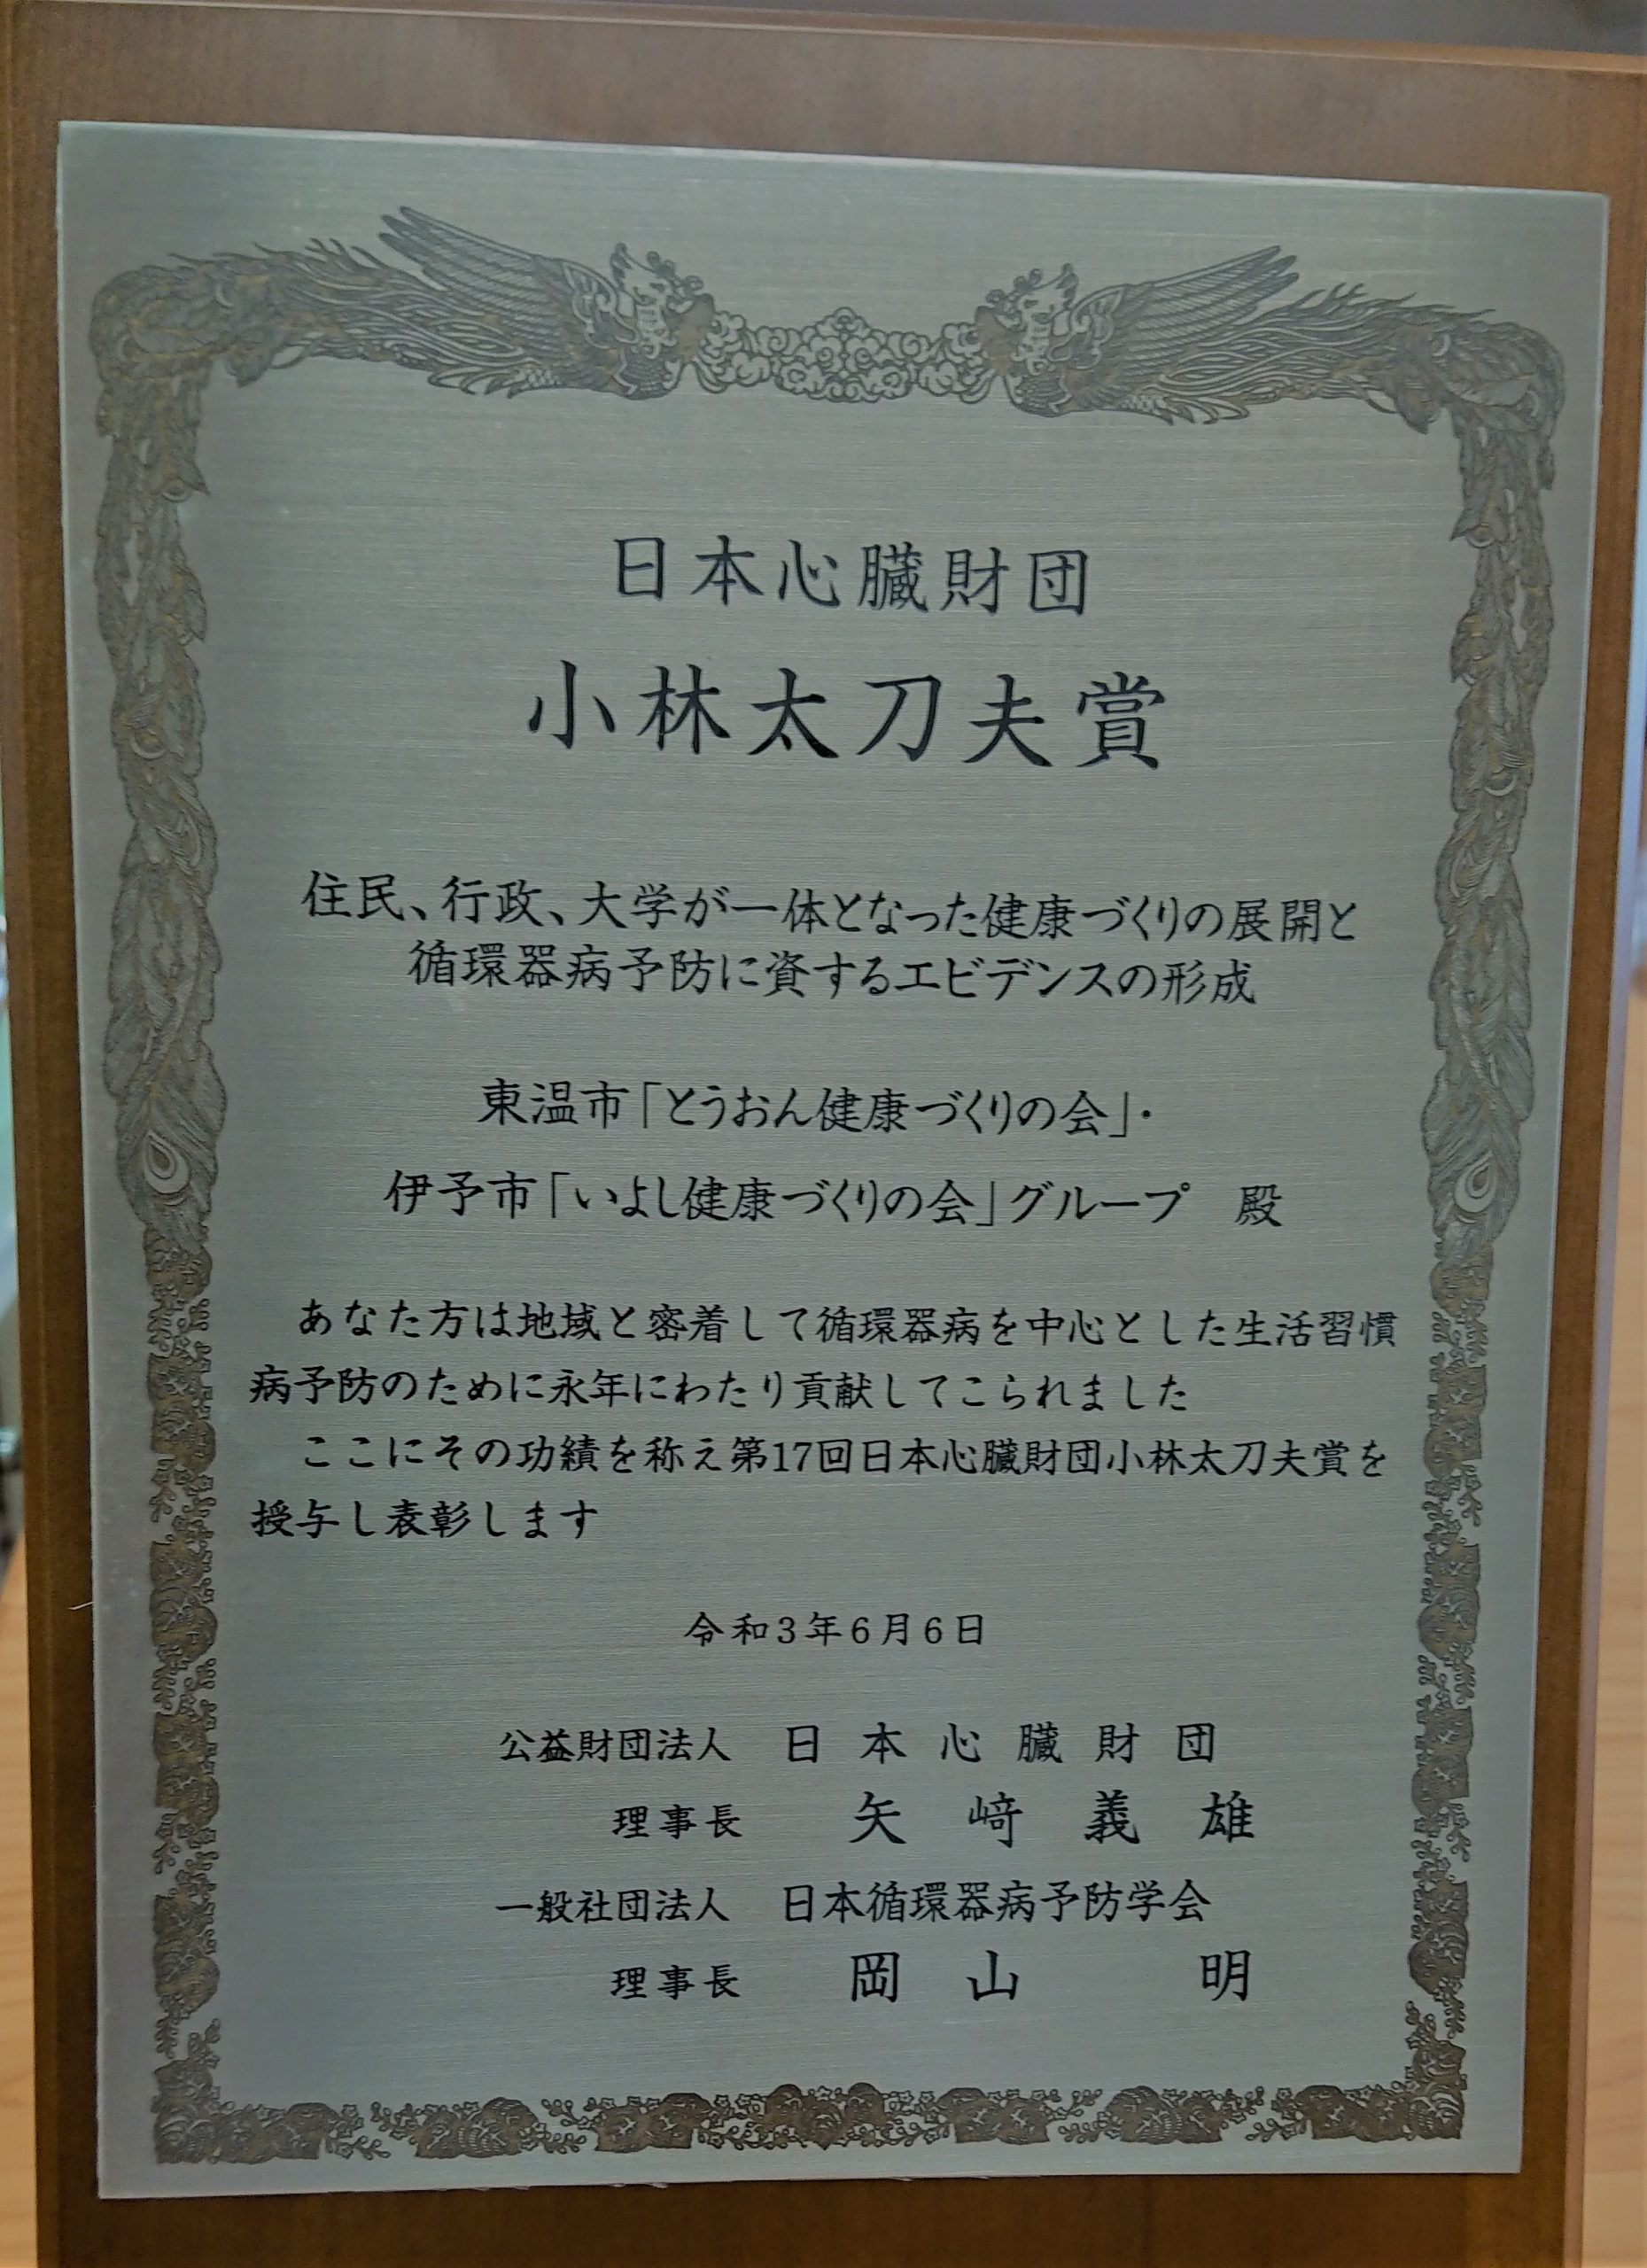 日本心臓財団
小林太刀夫賞
住民、行政、大学が一体となった健康づくりの展開と
循環器病予防に資するエビデンスの形成
東温市「とうおん健康づくりの会」・
伊予市「いよし健康づくりの会」グループ　殿
あなた方は地域と密着して循環器病を中心とした生活習慣
病予防のために永年にわたり貢献してこられました
ここにその功績を称え第17回日本心臓財団小林太刀夫賞を
授与し表彰します
令和3年6月6日
公益財団法人　日本心臓財団
理事長　矢﨑義雄
一般社団法人　日本循環器病予防学会
理事長　岡山　明